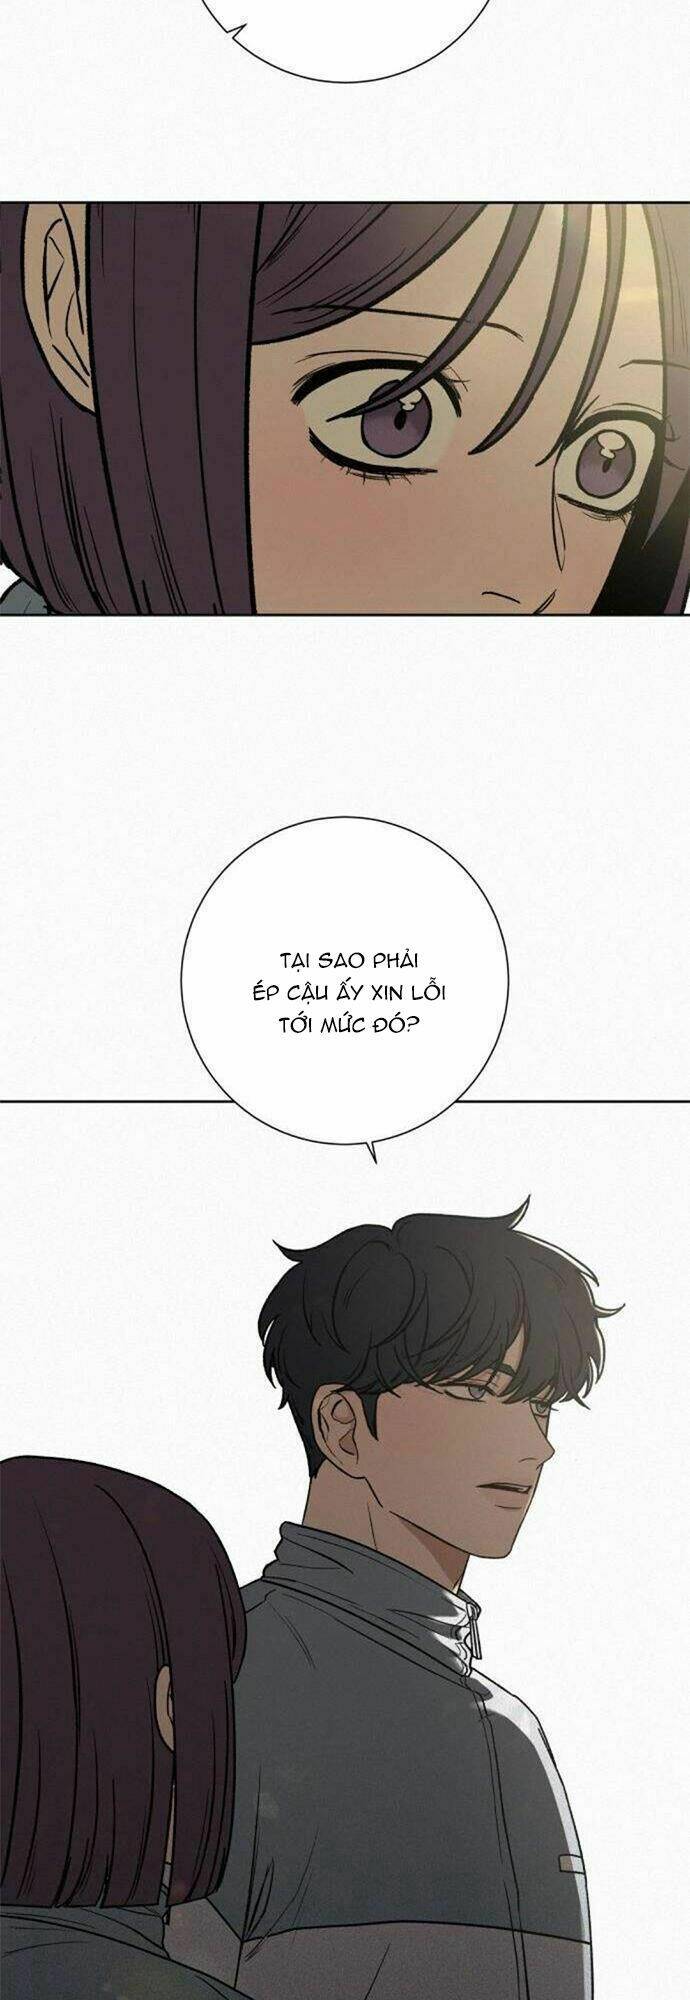 TẠI SAO PHẢI
ÉP CẬU ẤY XIN LỖI
TỚI MỨC ĐÓ?